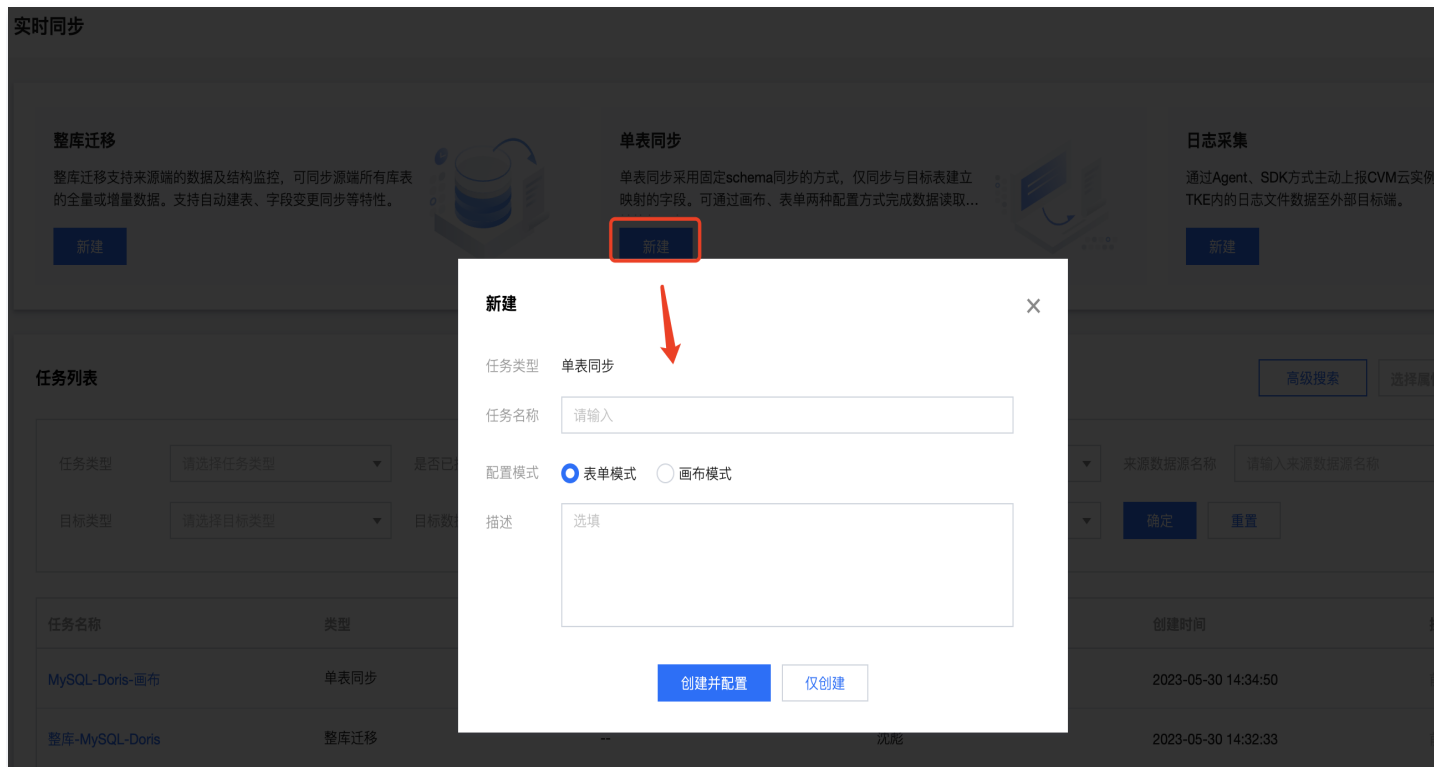 实时同步
整库迁移
整库迁移支持来源端的数据及结构监控，可同步源端所有库表
的全量或增量数据。支持自动建表、字段变更同步等特性。
新建
单表同步
单表同步采用固定schema同步的方式，仅同步与目标表建立
映射的字段。可通过画布、表单两种配置方式完成数据读取...
新建
日志采集
通过Agent、SDK方式主动上报CVM云实例
TKE内的日志文件数据至外部目标端。
新建
新建
任务类型 单表同步
任务名称 请输入
配置模式 表单模式 画布模式
描述 选填
创建并配置 仅创建
任务列表
高级搜索 选择属
任务类型 请选择任务类型 是否已
来源数据源名称 请输入来源数据源名称
目标类型 请选择目标类型 目标数
确定 重置
任务名称 类型 创建时间
MySQL-Doris-画布 单表同步 2023-05-30 14:34:50
整库-MySQL-Doris 整库迁移 -- 2023-05-30 14:32:33